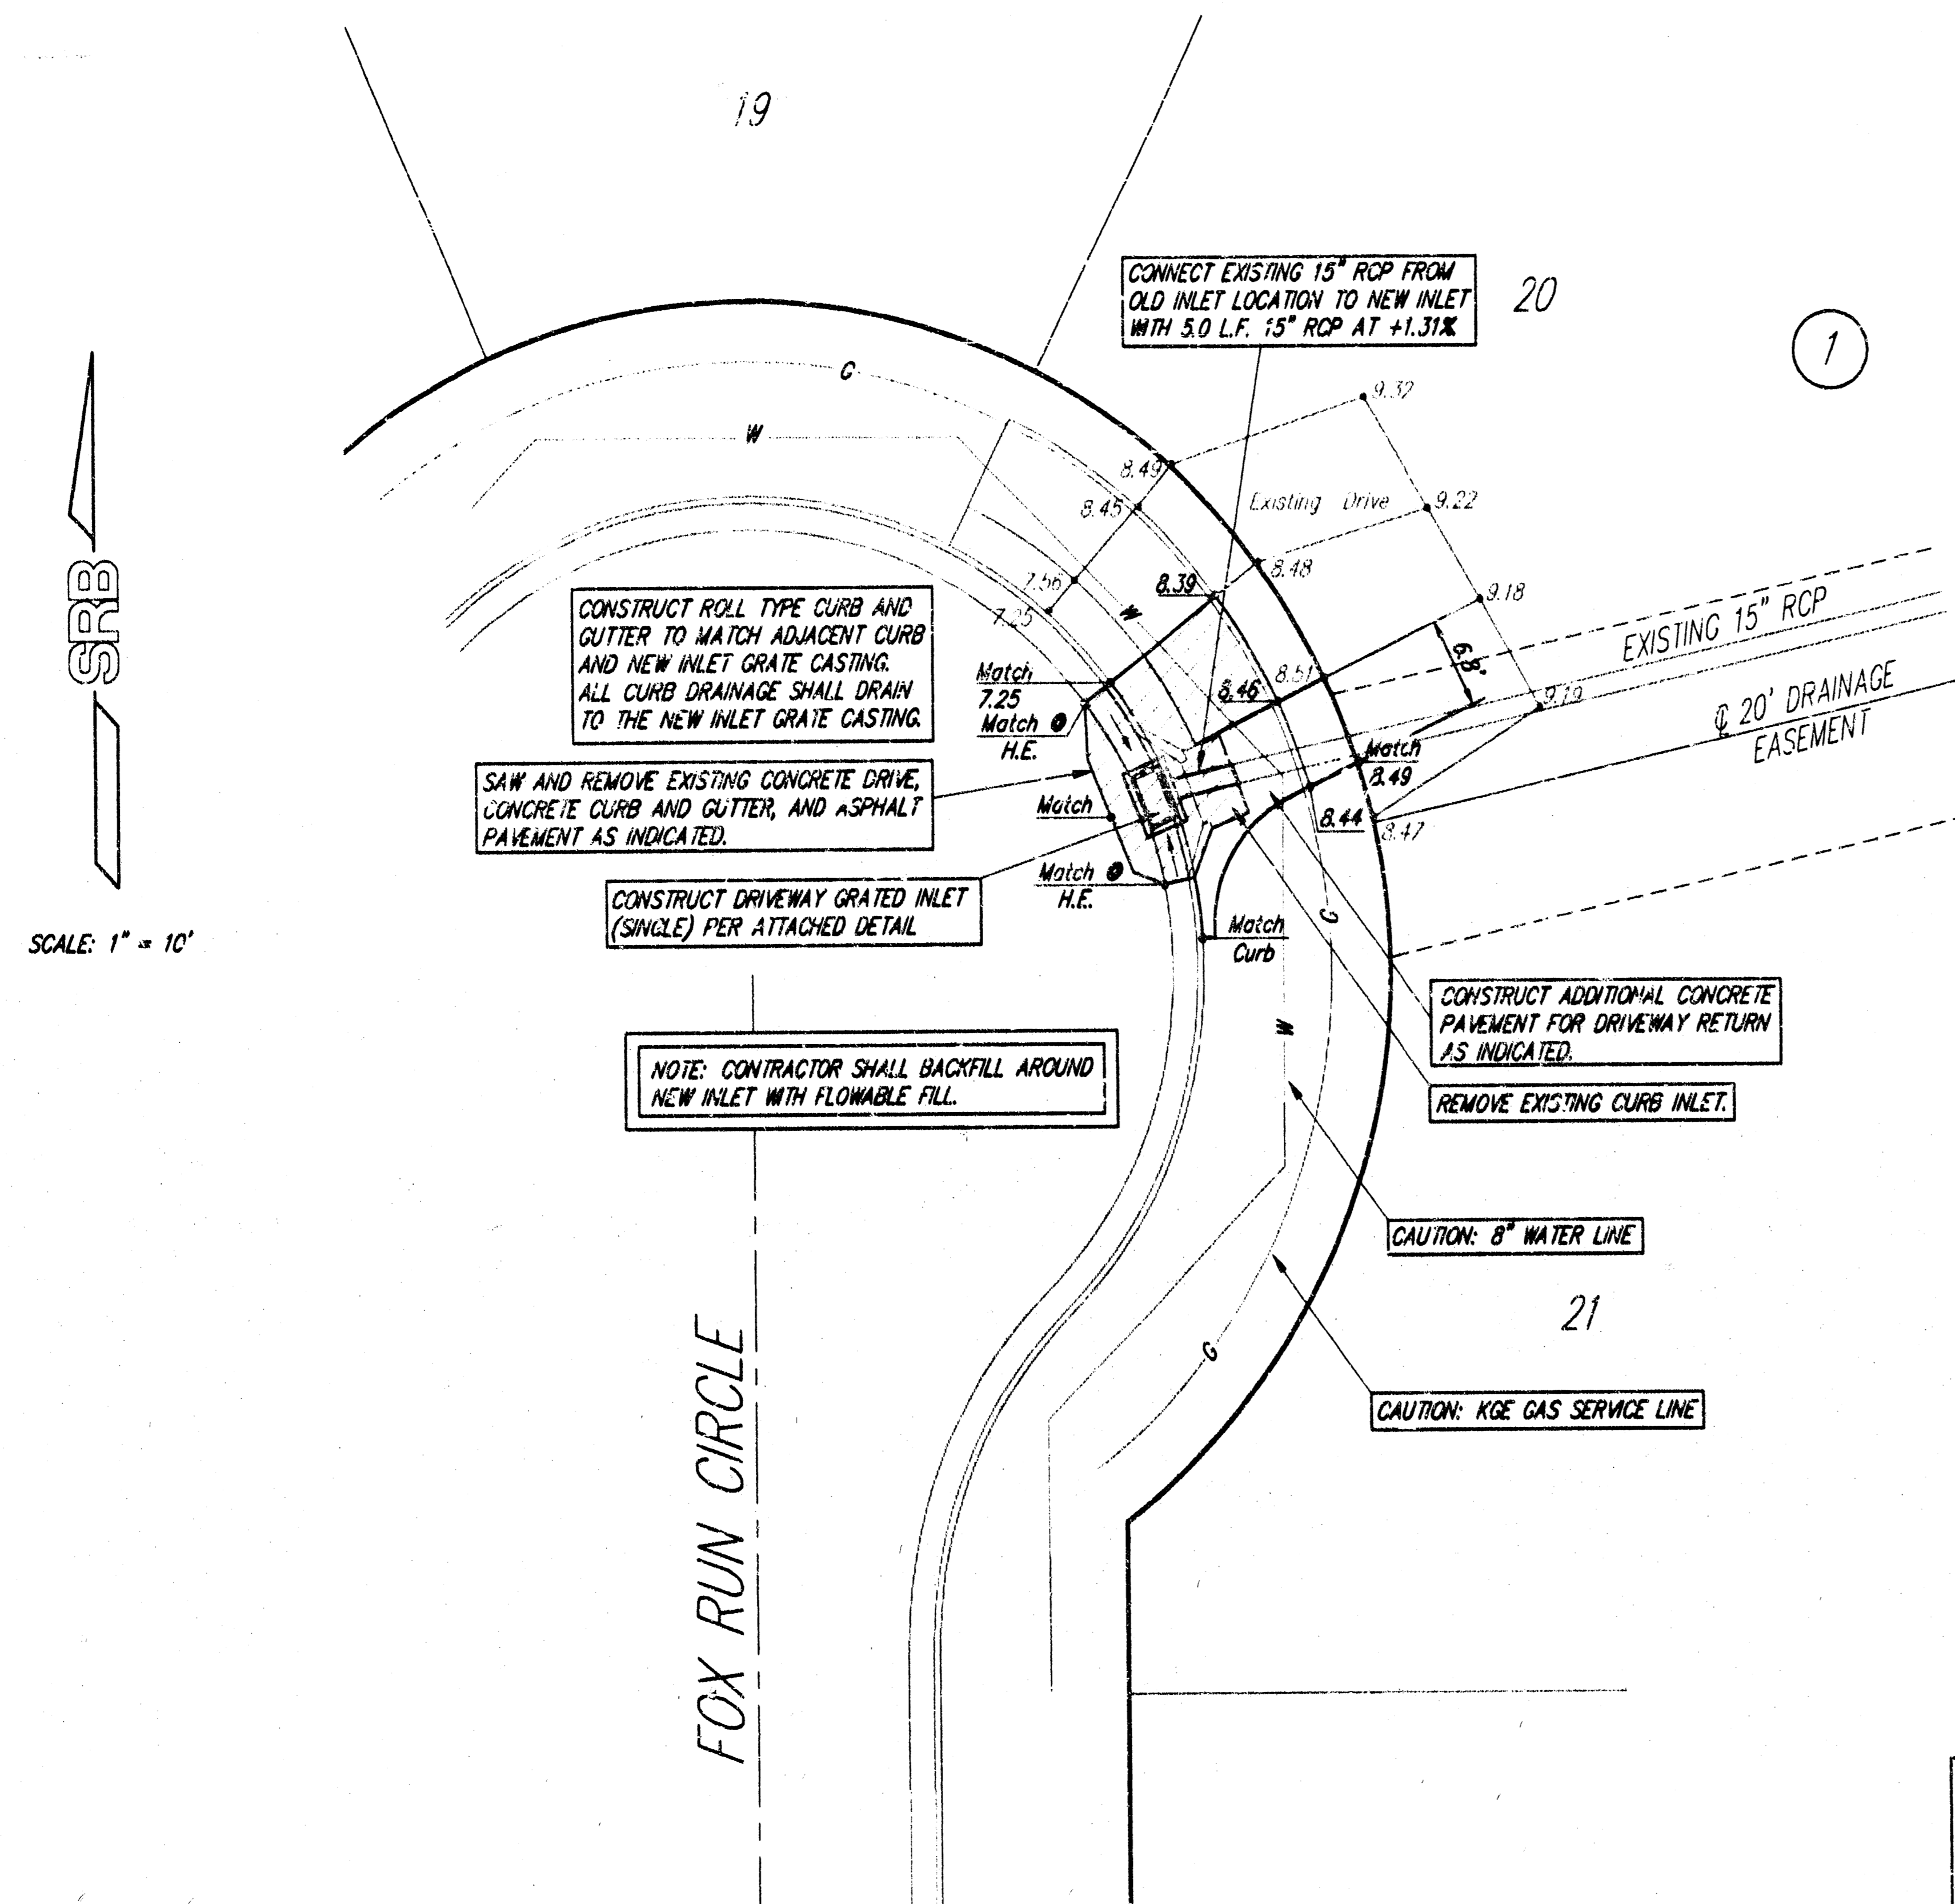 19
CONNECT EXISTING 15" RCP FROM
OLD INLET LOCATION TO NEW INLET
WITH 5.0 L.F. 15" RCP AT +1.31%
20
1
G
W
9.32
8.49
8.45
Existing Drive
9.22
8.48
7.56
8.39
7.25
W
9.18
EXISTING 15" RCP
6.8'
CONSTRUCT ROLL TYPE CURB AND
GUTTER TO MATCH ADJACENT CURB
AND NEW INLET GRATE CASTING.
ALL CURB DRAINAGE SHALL DRAIN
TO THE NEW INLET GRATE CASTING.
Match
7.25
Match @
H.E.
8.46
8.51
9.19
℄ 20' DRAINAGE
EASEMENT
Match
8.49
SRB
SAW AND REMOVE EXISTING CONCRETE DRIVE,
CONCRETE CURB AND GUTTER, AND ASPHALT
PAVEMENT AS INDICATED.
Match
8.44
8.47
Match @
H.E.
CONSTRUCT DRIVEWAY GRATED INLET
(SINGLE) PER ATTACHED DETAIL
G
Match
Curb
SCALE: 1" = 10'
CONSTRUCT ADDITIONAL CONCRETE
PAVEMENT FOR DRIVEWAY RETURN
AS INDICATED.
W
NOTE: CONTRACTOR SHALL BACKFILL AROUND
NEW INLET WITH FLOWABLE FILL.
REMOVE EXISTING CURB INLET.
CAUTION: 8" WATER LINE
21
G
CAUTION: KGE GAS SERVICE LINE
FOX RUN CIRCLE